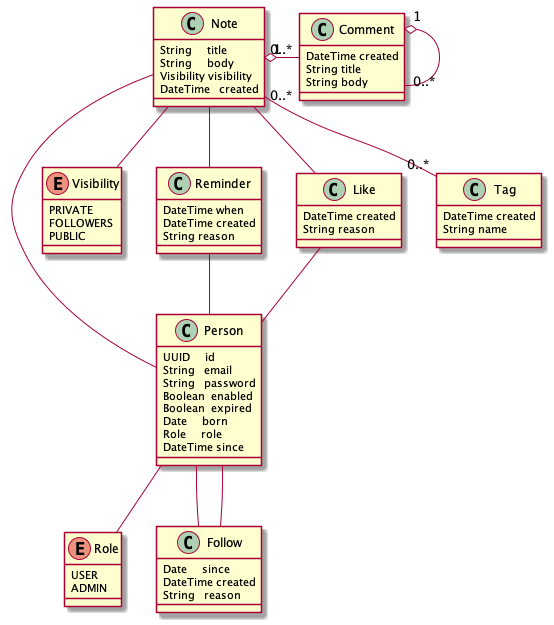 C Note
String title
String body
Visibility visibility
DateTime created
C Comment
DateTime created
String title
String body
1
0..*
1
0..*
0..*
0..*
E Visibility
PRIVATE
FOLLOWERS
PUBLIC
C Reminder
DateTime when
DateTime created
String reason
C Like
DateTime created
String reason
C Tag
DateTime created
String name
C Person
UUID id
String email
String password
Boolean enabled
Boolean expired
Date born
Role role
DateTime since
E Role
USER
ADMIN
C Follow
Date since
DateTime created
String reason